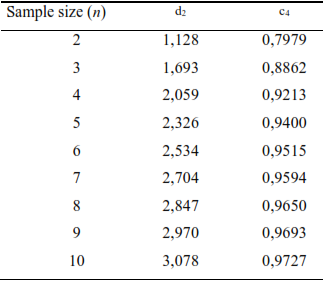 Sample size (n) d₂ c₄
2 1,128 0,7979
3 1,693 0,8862
4 2,059 0,9213
5 2,326 0,9400
6 2,534 0,9515
7 2,704 0,9594
8 2,847 0,9650
9 2,970 0,9693
10 3,078 0,9727